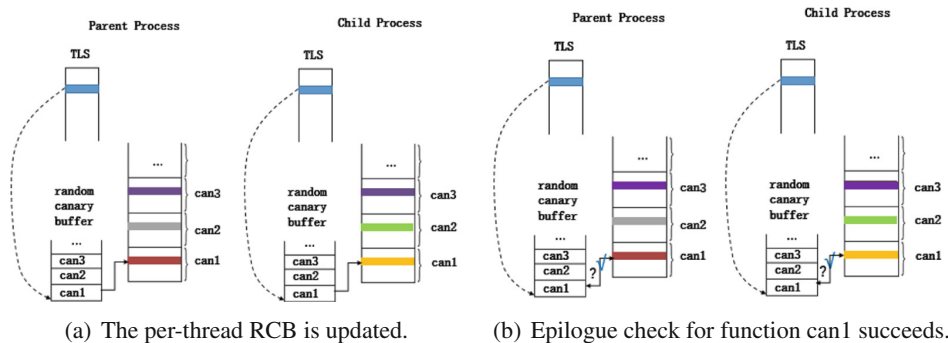 Parent Process
Child Process
TLS
TLS
...
...
random
canary
buffer
can3
random
canary
buffer
can3
can2
can2
...
can3
can2
can1
can1
...
can3
can2
can1
can1
(a) The per-thread RCB is updated.
Parent Process
Child Process
TLS
TLS
...
...
random
canary
buffer
can3
random
canary
buffer
can3
can2
can2
...
can3
can2
can1
?
can1
...
can3
can2
can1
?
can1
(b) Epilogue check for function can1 succeeds.